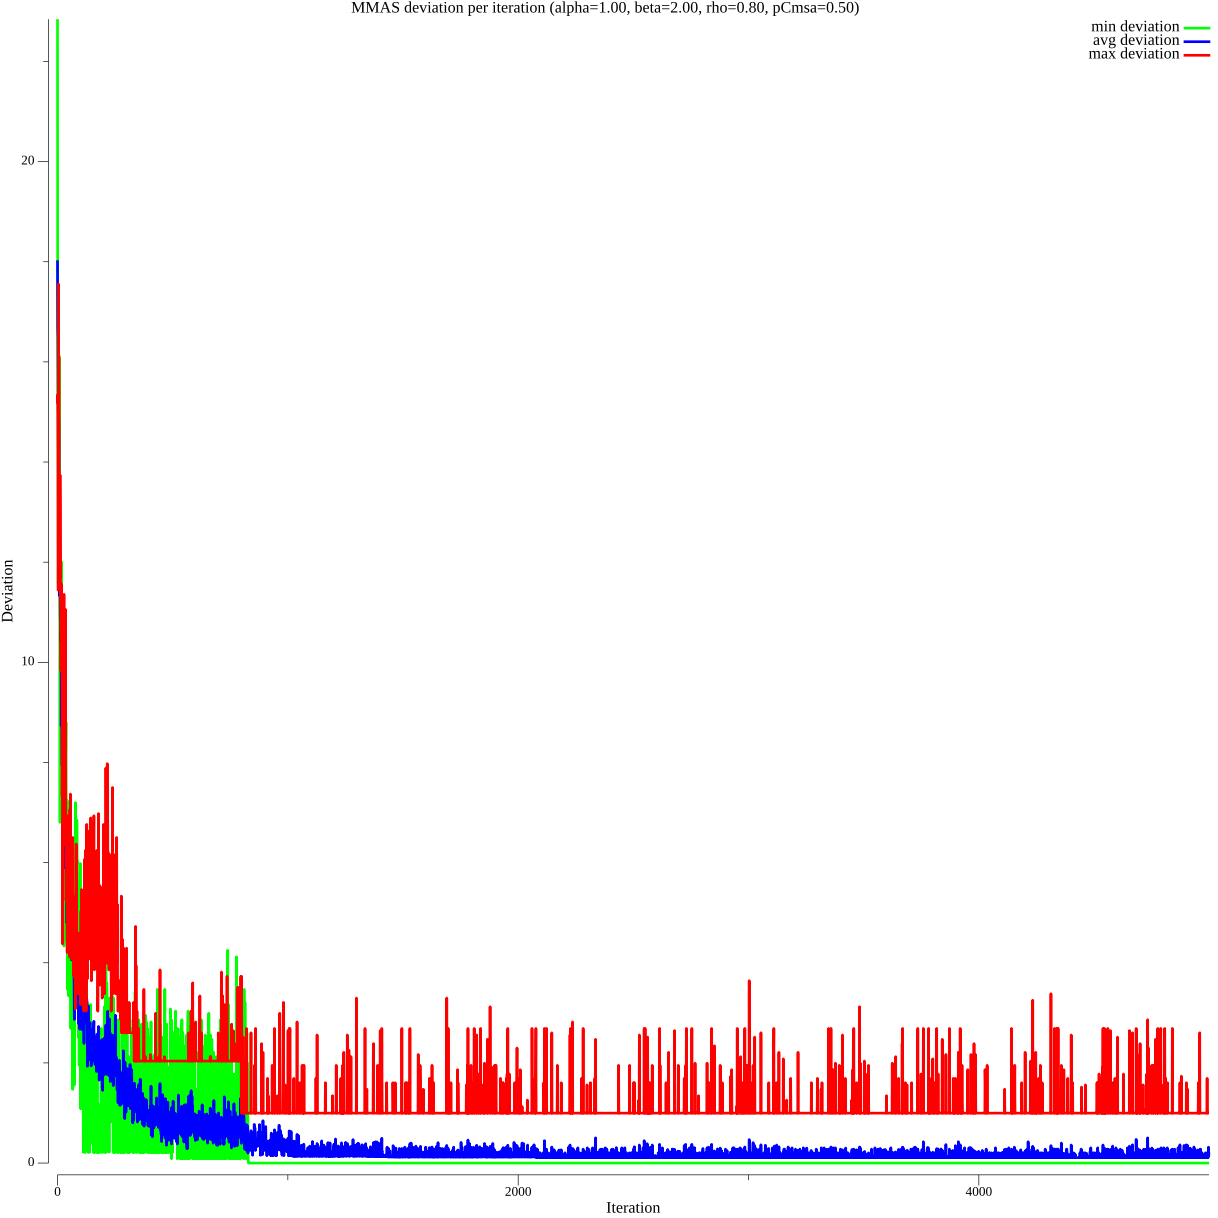 MMAS deviation per iteration (alpha=1.00, beta=2.00, rho=0.80, pCmsa=0.50)
min deviation
avg deviation
max deviation
20
10
0
Deviation
0
2000
4000
Iteration